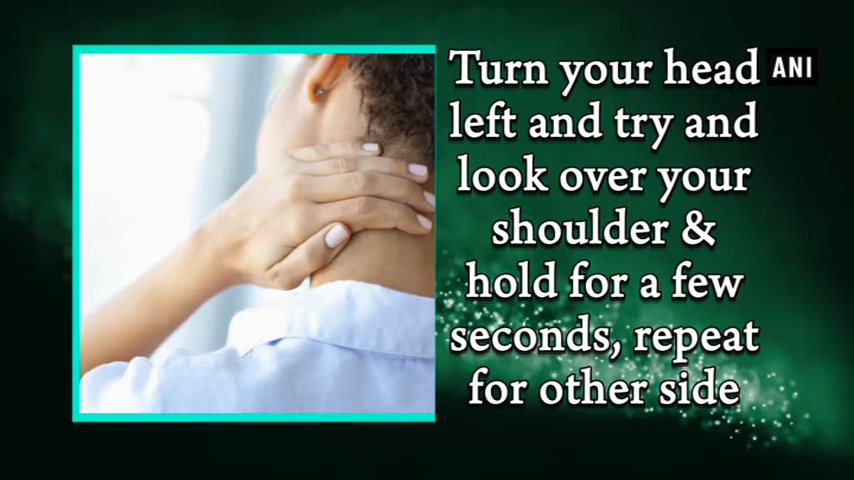 Turn your head
ANI
left and try and
look over your
shoulder &
hold for a few
seconds, repeat
for other side